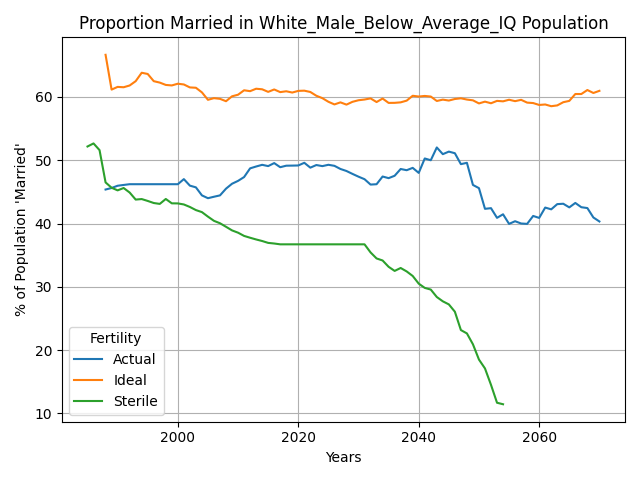 Proportion Married in White_Male_Below_Average_IQ Population
% of Population 'Married'
60
50
40
30
20
10
Fertility
Actual
Ideal
Sterile
2000 2020 2040 2060
Years